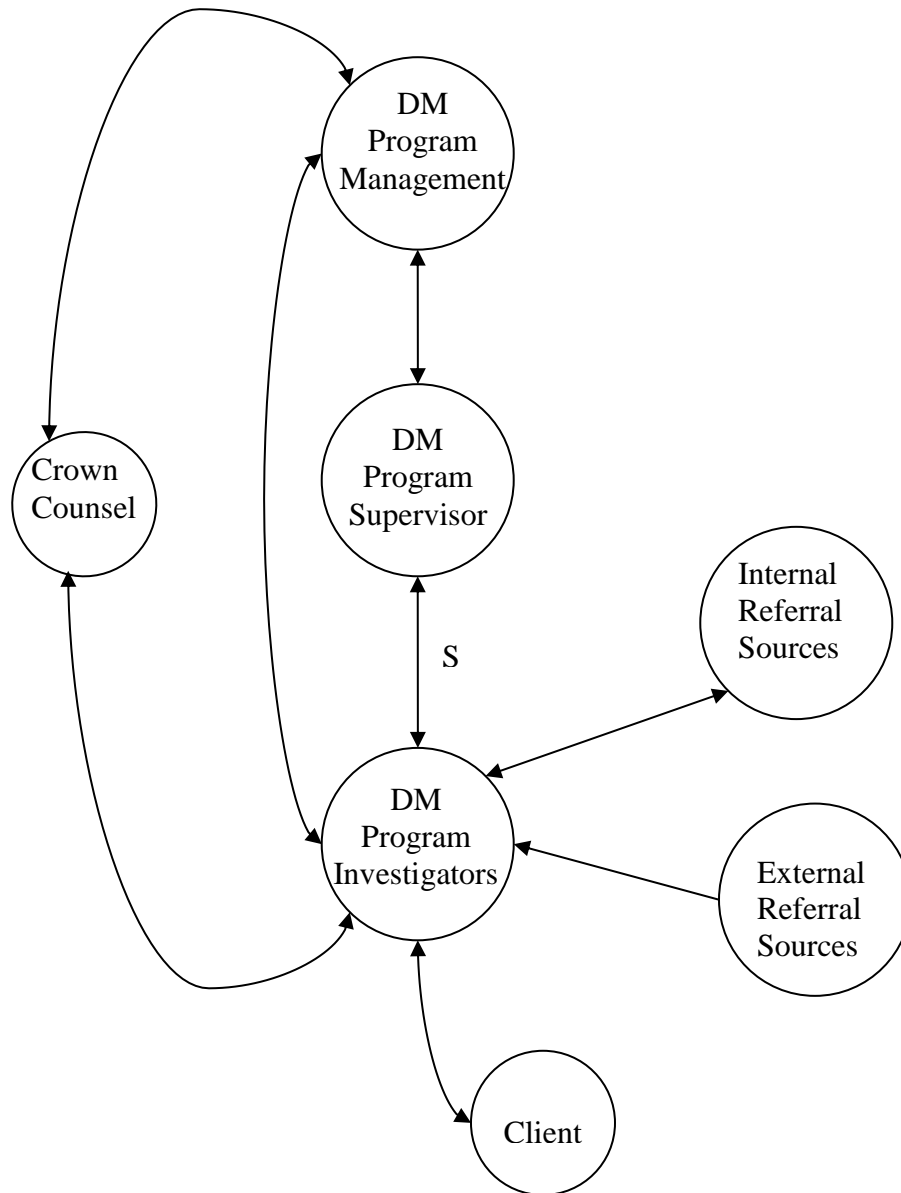 DM
Program
Management
DM
Program
Supervisor
Crown
Counsel
Internal
Referral
Sources
S
DM
Program
Investigators
External
Referral
Sources
Client